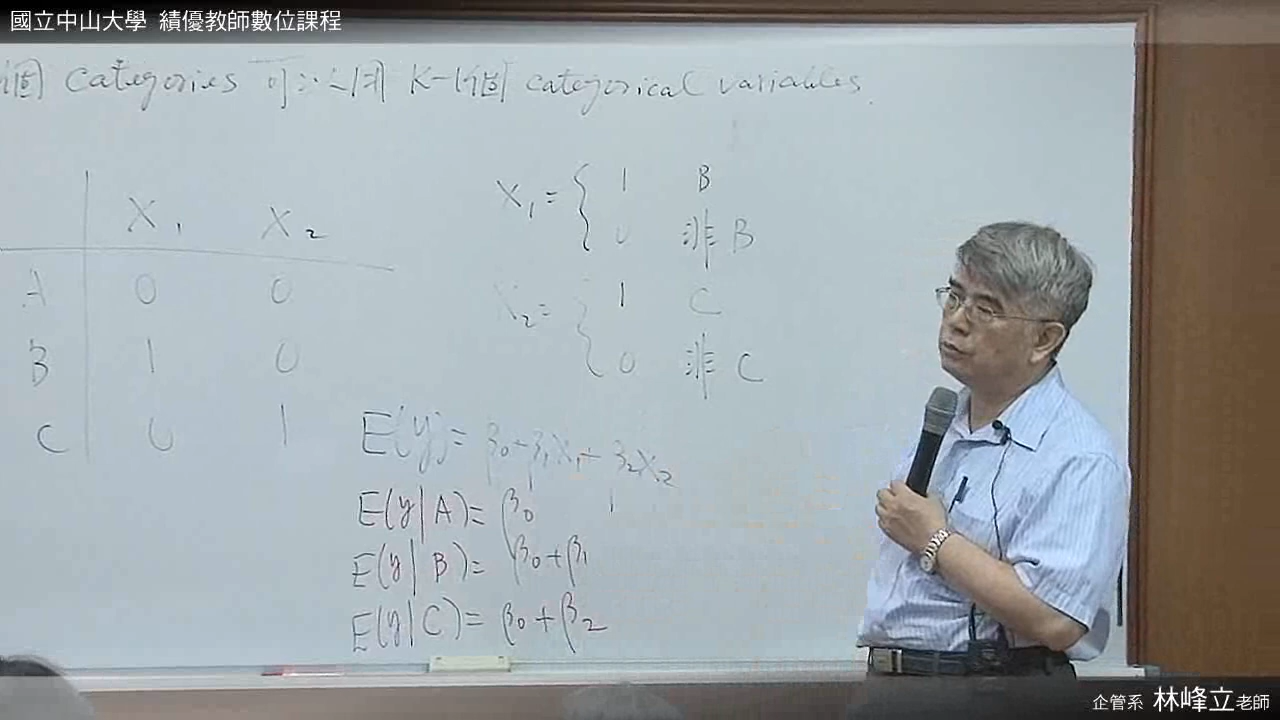 國立中山大學 績優教師數位課程
個 categories 可以用 K-1個 categorical variables.
X₁ X₂
A 0 0
B 1 0
C 0 1
X₁ = { 1 B
0 非B
X₂ = { 1 C
0 非C
E(y) = β₀+β₁X₁+β₂X₂
E(y|A) = β₀
E(y|B) = β₀+β₁
E(y|C) = β₀+β₂
企管系 林峰立老師